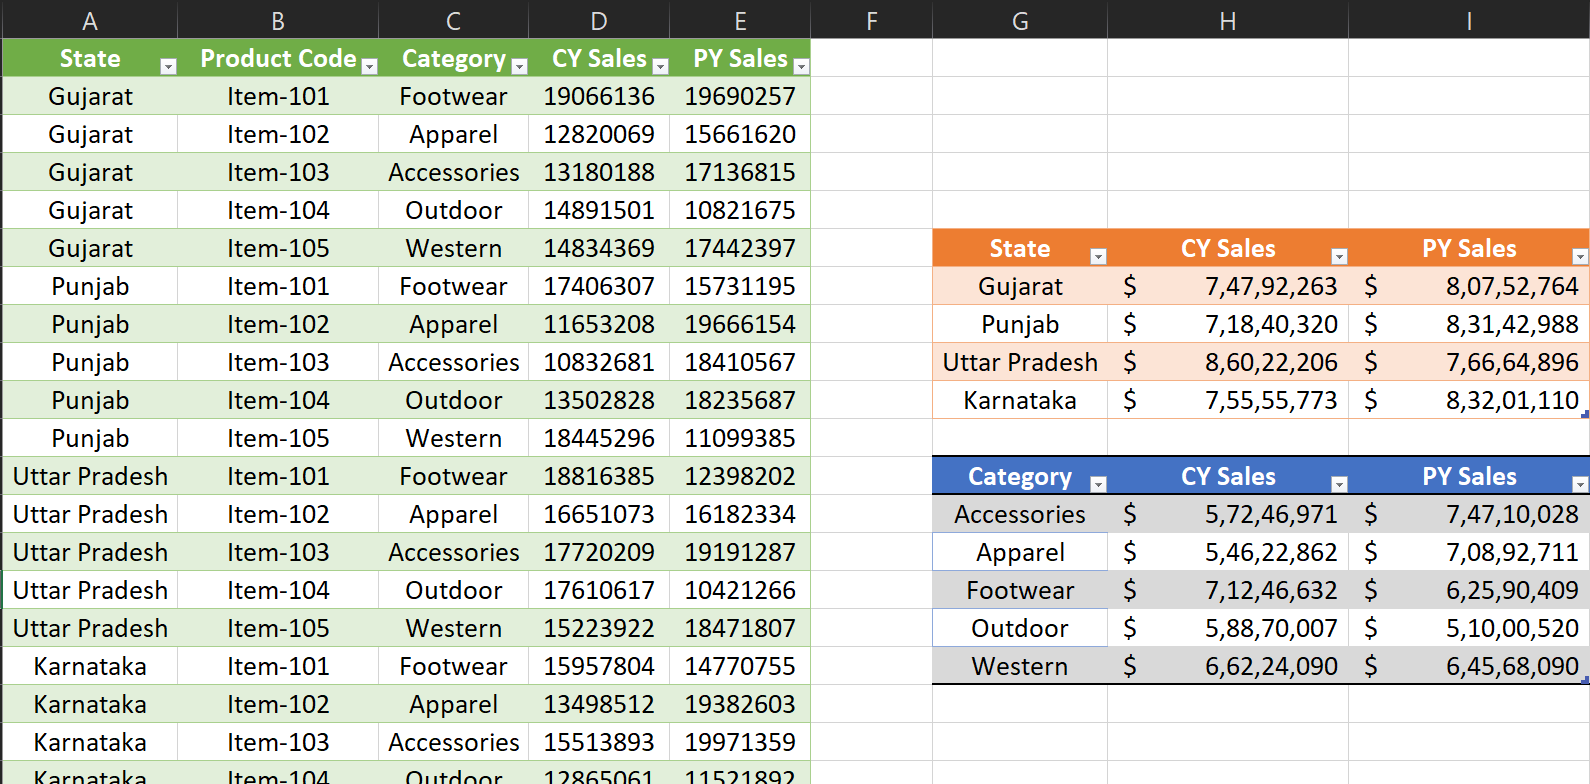 A B C D E F G H I
State Product Code Category CY Sales PY Sales
Gujarat Item-101 Footwear 19066136 19690257
Gujarat Item-102 Apparel 12820069 15661620
Gujarat Item-103 Accessories 13180188 17136815
Gujarat Item-104 Outdoor 14891501 10821675
Gujarat Item-105 Western 14834369 17442397
Punjab Item-101 Footwear 17406307 15731195
Punjab Item-102 Apparel 11653208 19666154
Punjab Item-103 Accessories 10832681 18410567
Punjab Item-104 Outdoor 13502828 18235687
Punjab Item-105 Western 18445296 11099385
Uttar Pradesh Item-101 Footwear 18816385 12398202
Uttar Pradesh Item-102 Apparel 16651073 16182334
Uttar Pradesh Item-103 Accessories 17720209 19191287
Uttar Pradesh Item-104 Outdoor 17610617 10421266
Uttar Pradesh Item-105 Western 15223922 18471807
Karnataka Item-101 Footwear 15957804 14770755
Karnataka Item-102 Apparel 13498512 19382603
Karnataka Item-103 Accessories 15513893 19971359
Karnataka Item-104 Outdoor 12865061 11521892
State CY Sales PY Sales
Gujarat $ 7,47,92,263 $ 8,07,52,764
Punjab $ 7,18,40,320 $ 8,31,42,988
Uttar Pradesh $ 8,60,22,206 $ 7,66,64,896
Karnataka $ 7,55,55,773 $ 8,32,01,110
Category CY Sales PY Sales
Accessories $ 5,72,46,971 $ 7,47,10,028
Apparel $ 5,46,22,862 $ 7,08,92,711
Footwear $ 7,12,46,632 $ 6,25,90,409
Outdoor $ 5,88,70,007 $ 5,10,00,520
Western $ 6,62,24,090 $ 6,45,68,090